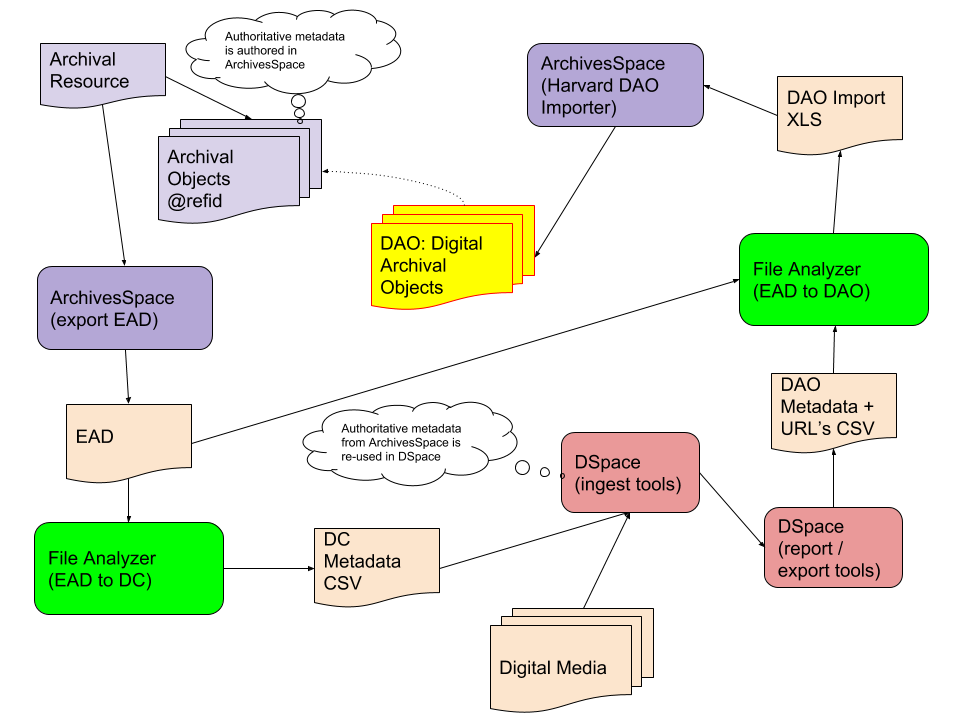 Archival
Resource
Authoritative metadata
is authored in
ArchivesSpace
ArchivesSpace
(Harvard DAO
Importer)
DAO Import
XLS
Archival
Objects
@refid
DAO: Digital
Archival
Objects
File Analyzer
(EAD to DAO)
ArchivesSpace
(export EAD)
DAO
Metadata +
URL's CSV
EAD
Authoritative metadata
from ArchivesSpace is
re-used in DSpace
DSpace
(ingest tools)
DSpace
(report /
export tools)
File Analyzer
(EAD to DC)
DC
Metadata
CSV
Digital Media